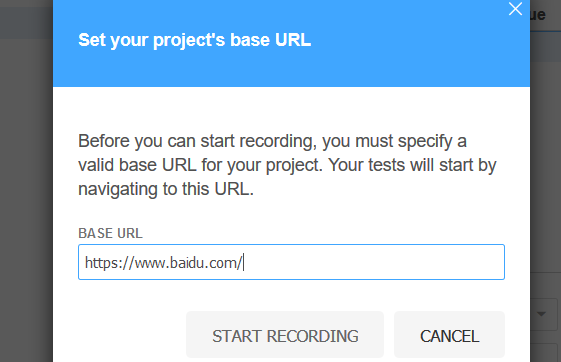 ue
Set your project's base URL
Before you can start recording, you must specify a
valid base URL for your project. Your tests will start by
navigating to this URL.
BASE URL
https://www.baidu.com/
START RECORDING
CANCEL